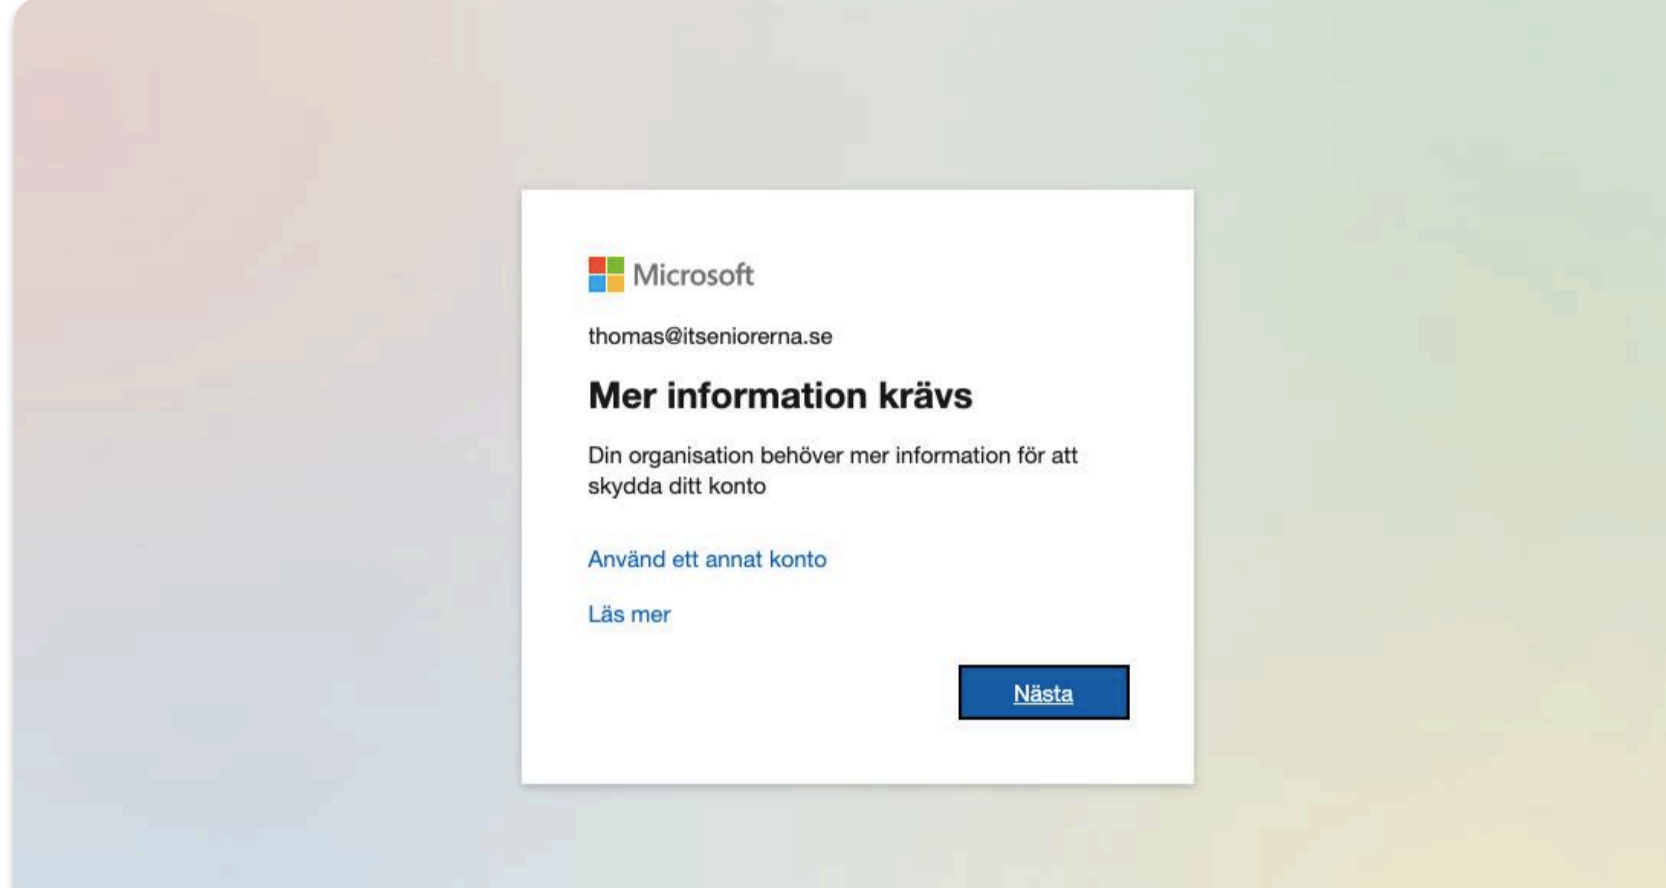 Microsoft
thomas@itseniorerna.se
Mer information krävs
Din organisation behöver mer information för att
skydda ditt konto
Använd ett annat konto
Läs mer
Nästa